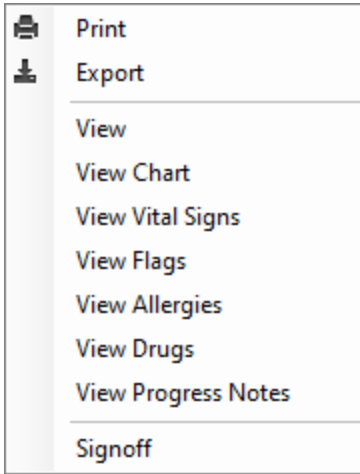 Print
Export
View
View Chart
View Vital Signs
View Flags
View Allergies
View Drugs
View Progress Notes
Signoff